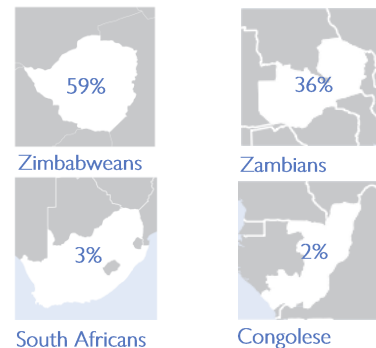 59%
Zimbabweans
36%
Zambians
3%
South Africans
2%
Congolese